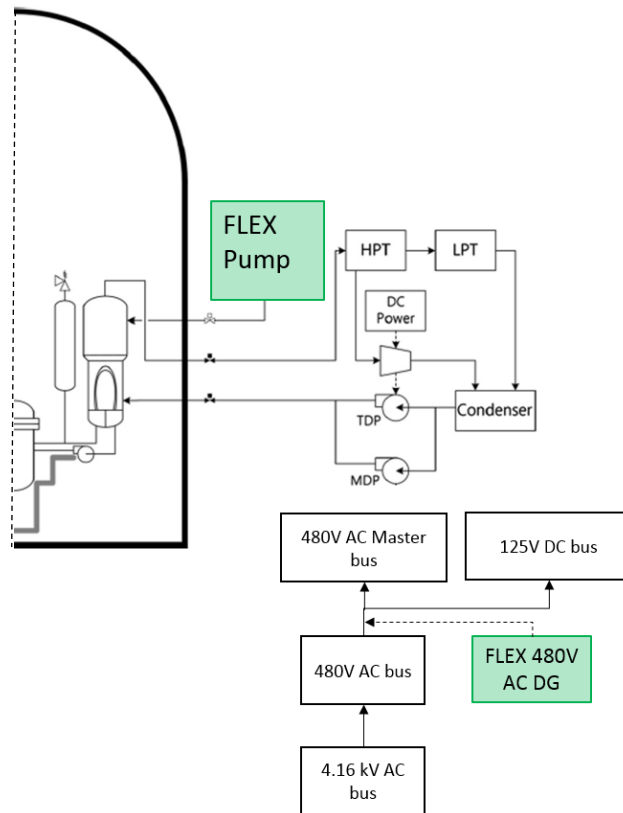 FLEX
Pump
HPT
LPT
DC
Power
TDP
Condenser
MDP
480V AC Master
bus
125V DC bus
480V AC bus
FLEX 480V
AC DG
4.16 kV AC
bus